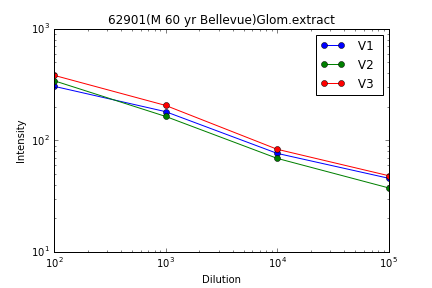 62901(M 60 yr Bellevue)Glom.extract
10³
V1
V2
V3
10²
10¹
Intensity
10² 10³ 10⁴ 10⁵
Dilution